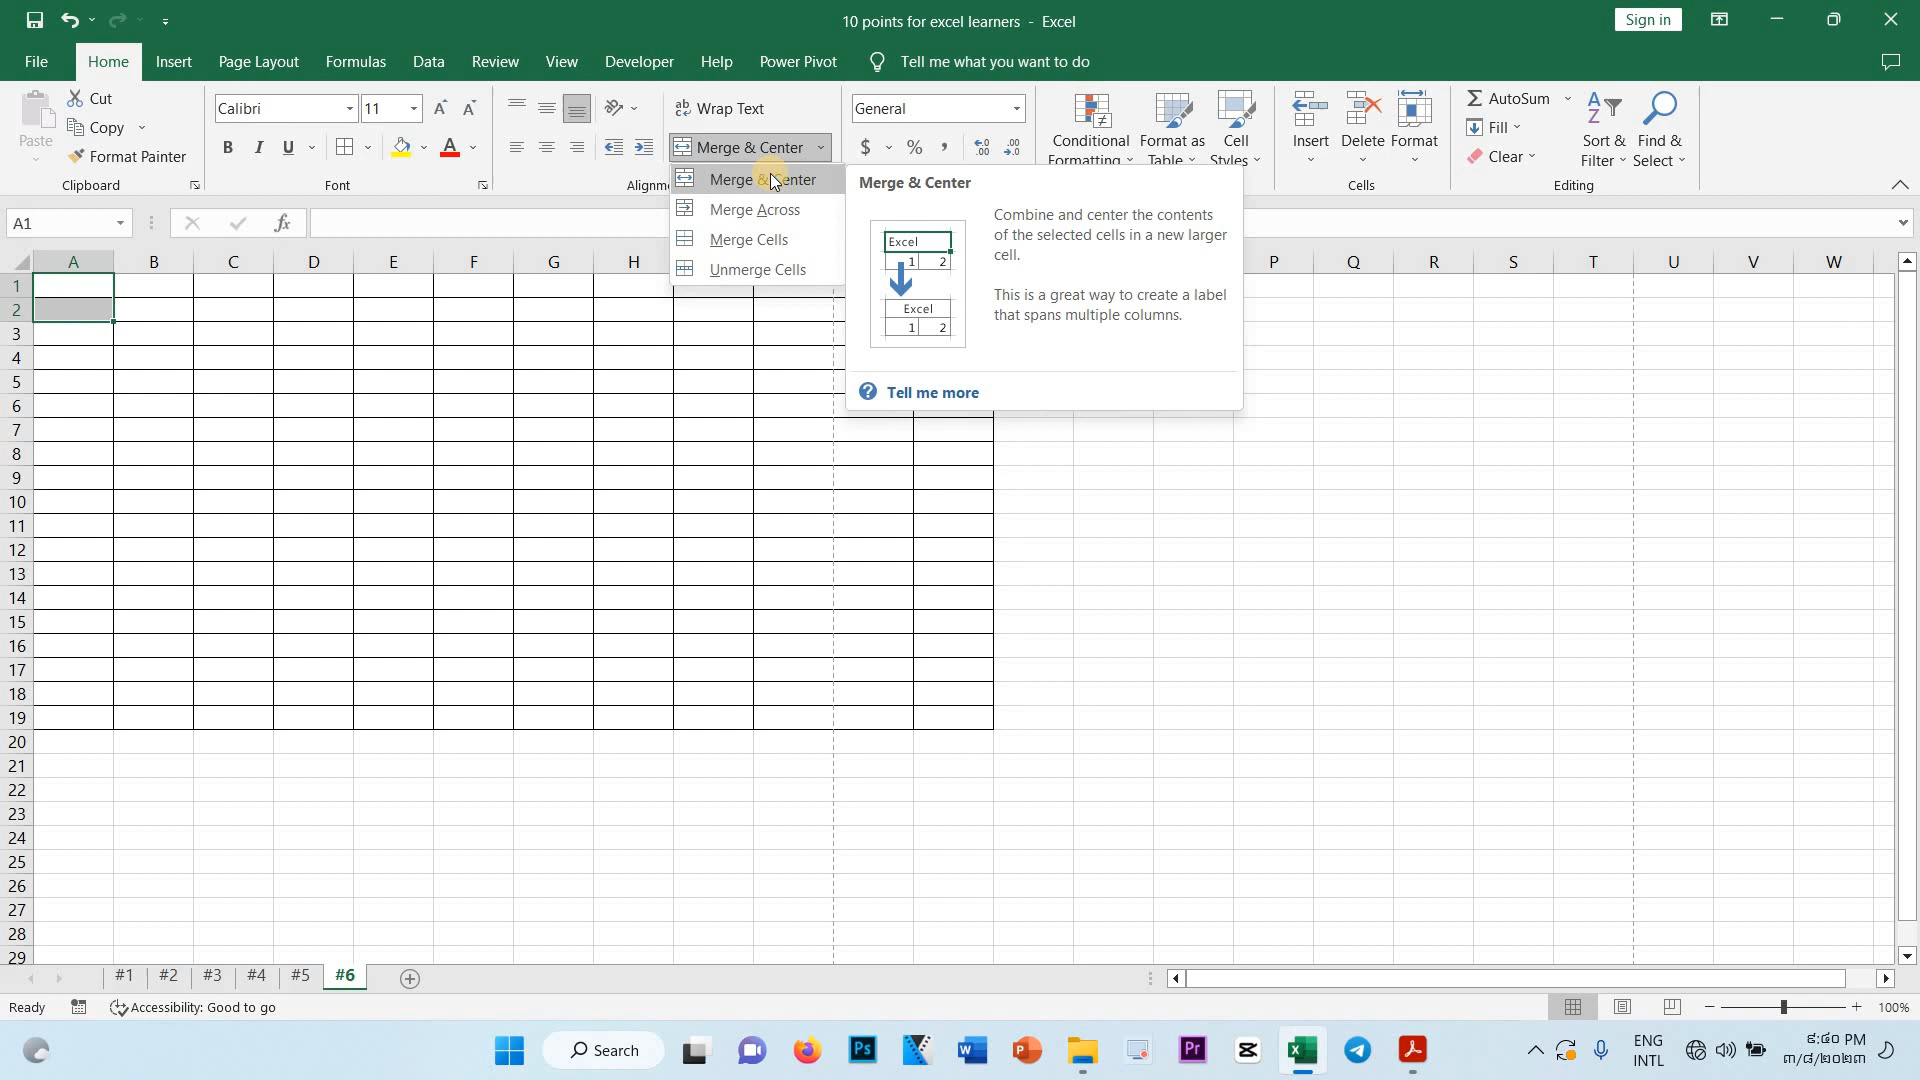 10 points for excel learners - Excel
Sign in
File Home Insert Page Layout Formulas Data Review View Developer Help Power Pivot Tell me what you want to do
Paste
Cut
Copy
Format Painter
Clipboard
Calibri 11
B I U A
Font
ab Wrap Text
Merge & Center
Alignm
General
$ % ,
Conditional Formatting
Format as Table
Cell Styles
Insert Delete Format
Cells
AutoSum
Fill
Clear
Sort & Filter
Find & Select
Editing
Merge & Center
Merge Across
Merge Cells
Unmerge Cells
Merge & Center
Combine and center the contents
of the selected cells in a new larger
cell.
This is a great way to create a label
that spans multiple columns.
Excel
1 2
Excel
1 2
Tell me more
A1
fx
A B C D E F G H P Q R S T U V W
1
2
3
4
5
6
7
8
9
10
11
12
13
14
15
16
17
18
19
20
21
22
23
24
25
26
27
28
29
#1 #2 #3 #4 #5 #6
Ready Accessibility: Good to go 100%
Search
Ps
W
P
Pr
X
ENG
INTL